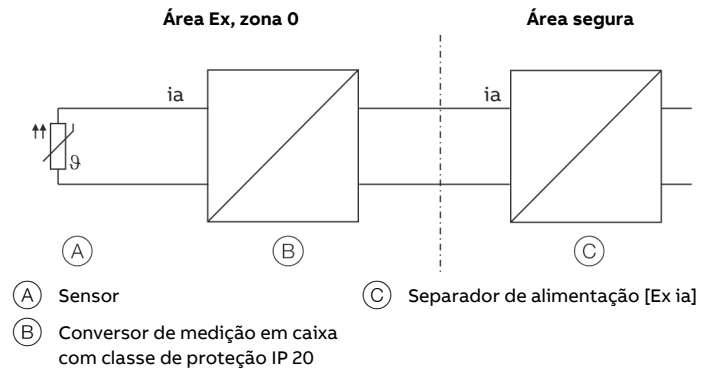 Área Ex, zona 0
Área segura
ia
ia
ϑ
A
B
C
A Sensor
B Conversor de medição em caixa
com classe de proteção IP 20
C Separador de alimentação [Ex ia]